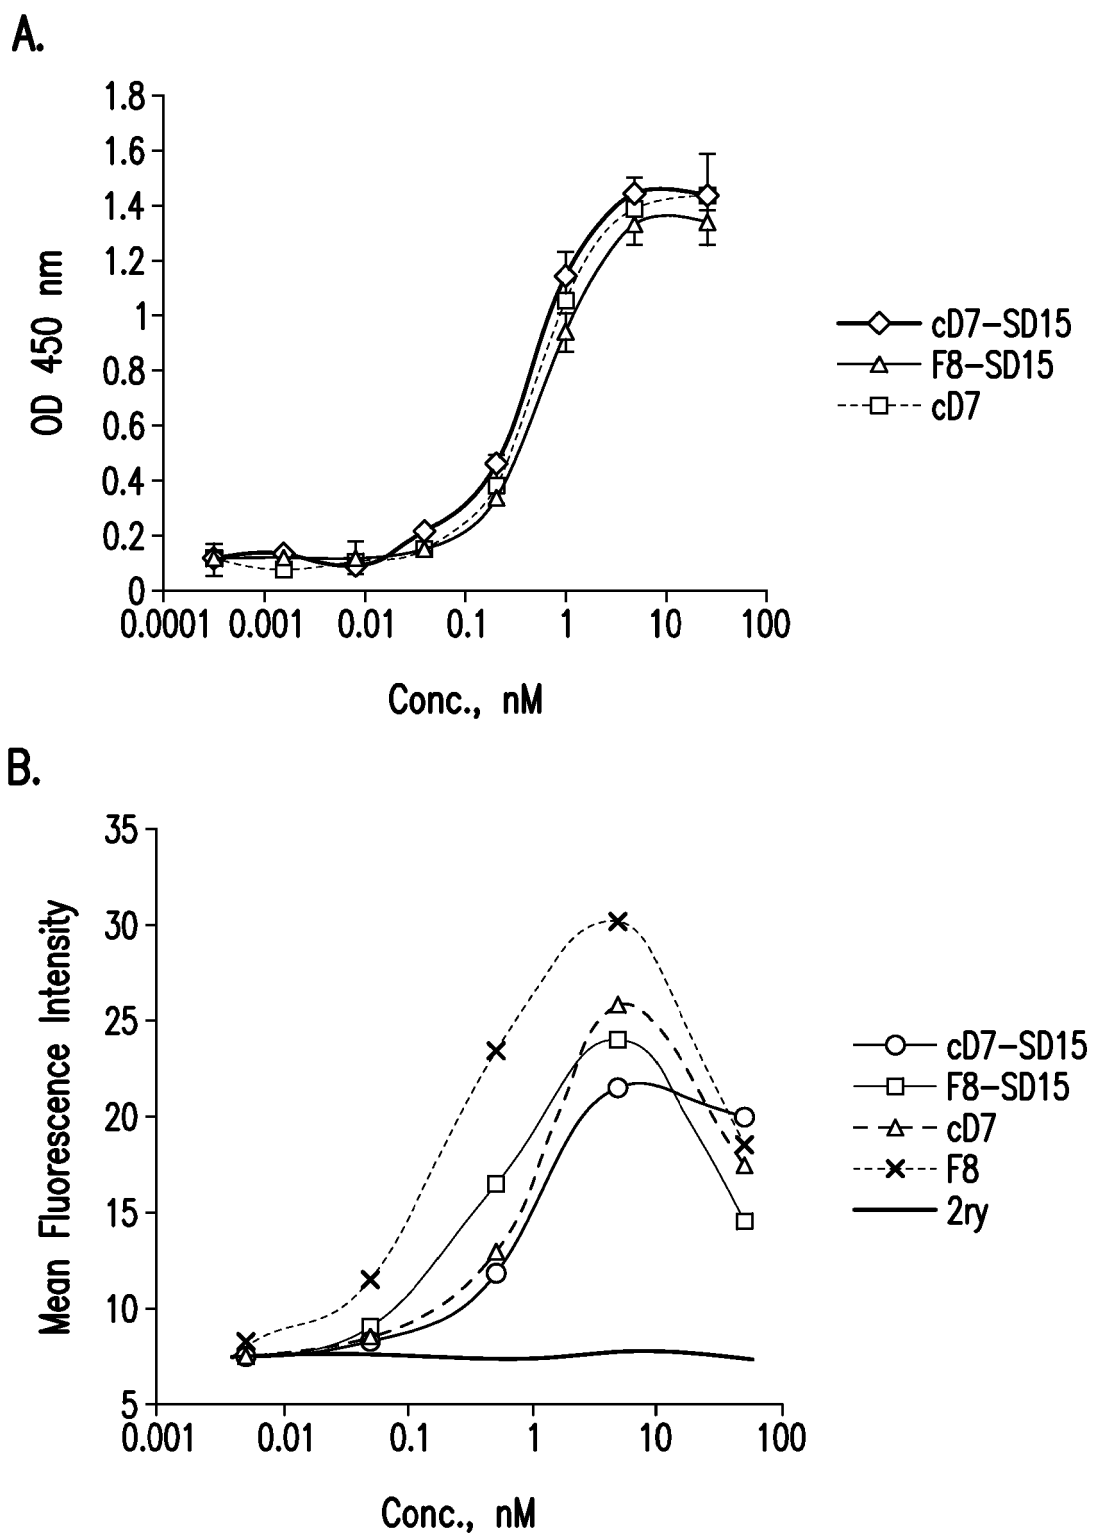 A.
1.8
1.6
1.4
1.2
1
0.8
0.6
0.4
0.2
0
OD 450 nm
0.0001 0.001 0.01 0.1 1 10 100
Conc., nM
cD7-SD15
F8-SD15
cD7
B.
35
30
25
20
15
10
5
Mean Fluorescence Intensity
0.001 0.01 0.1 1 10 100
Conc., nM
cD7-SD15
F8-SD15
cD7
F8
2ry